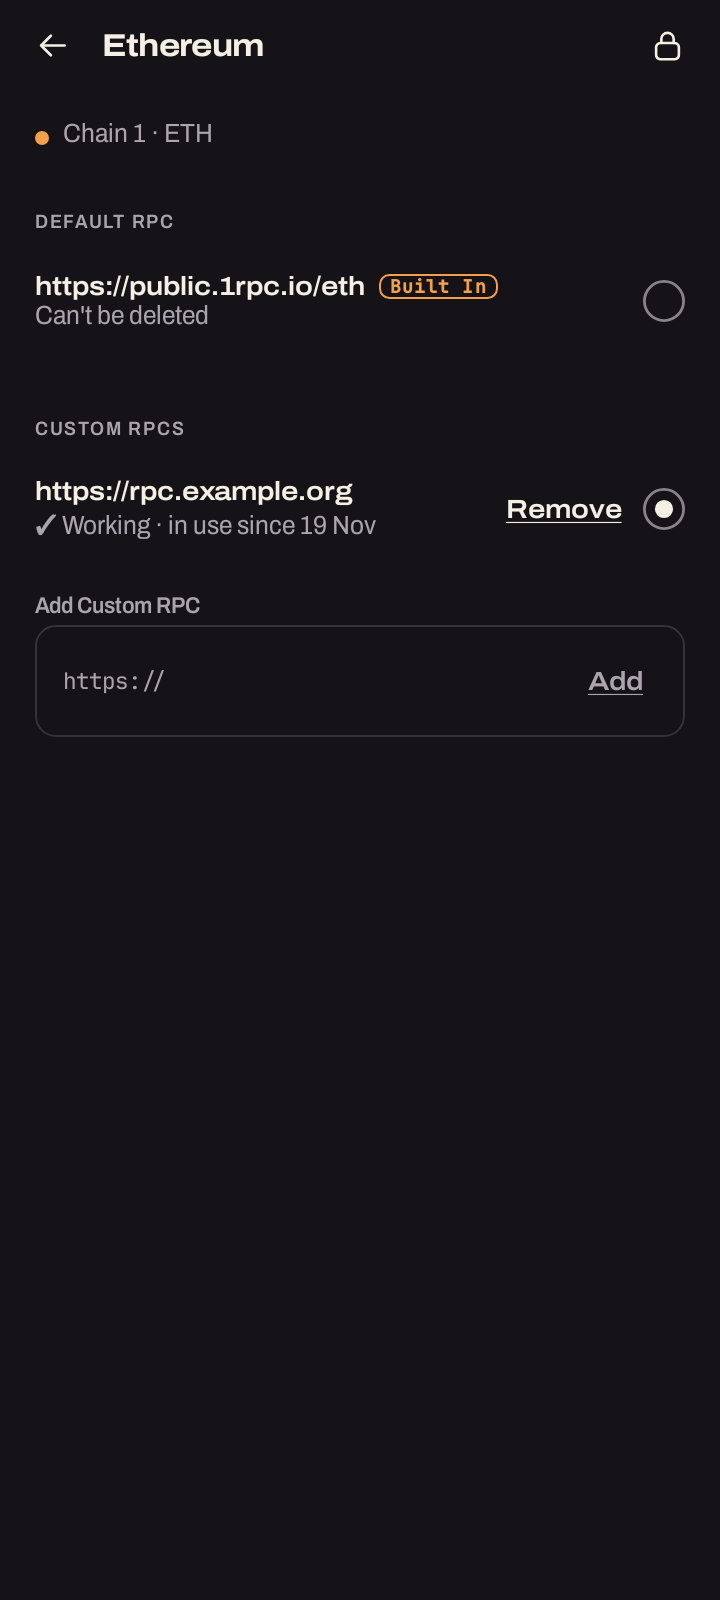 Ethereum
Chain 1 · ETH
DEFAULT RPC
https://public.1rpc.io/eth Built In
Can't be deleted
CUSTOM RPCS
https://rpc.example.org
✓ Working · in use since 19 Nov
Remove
Add Custom RPC
https:// Add